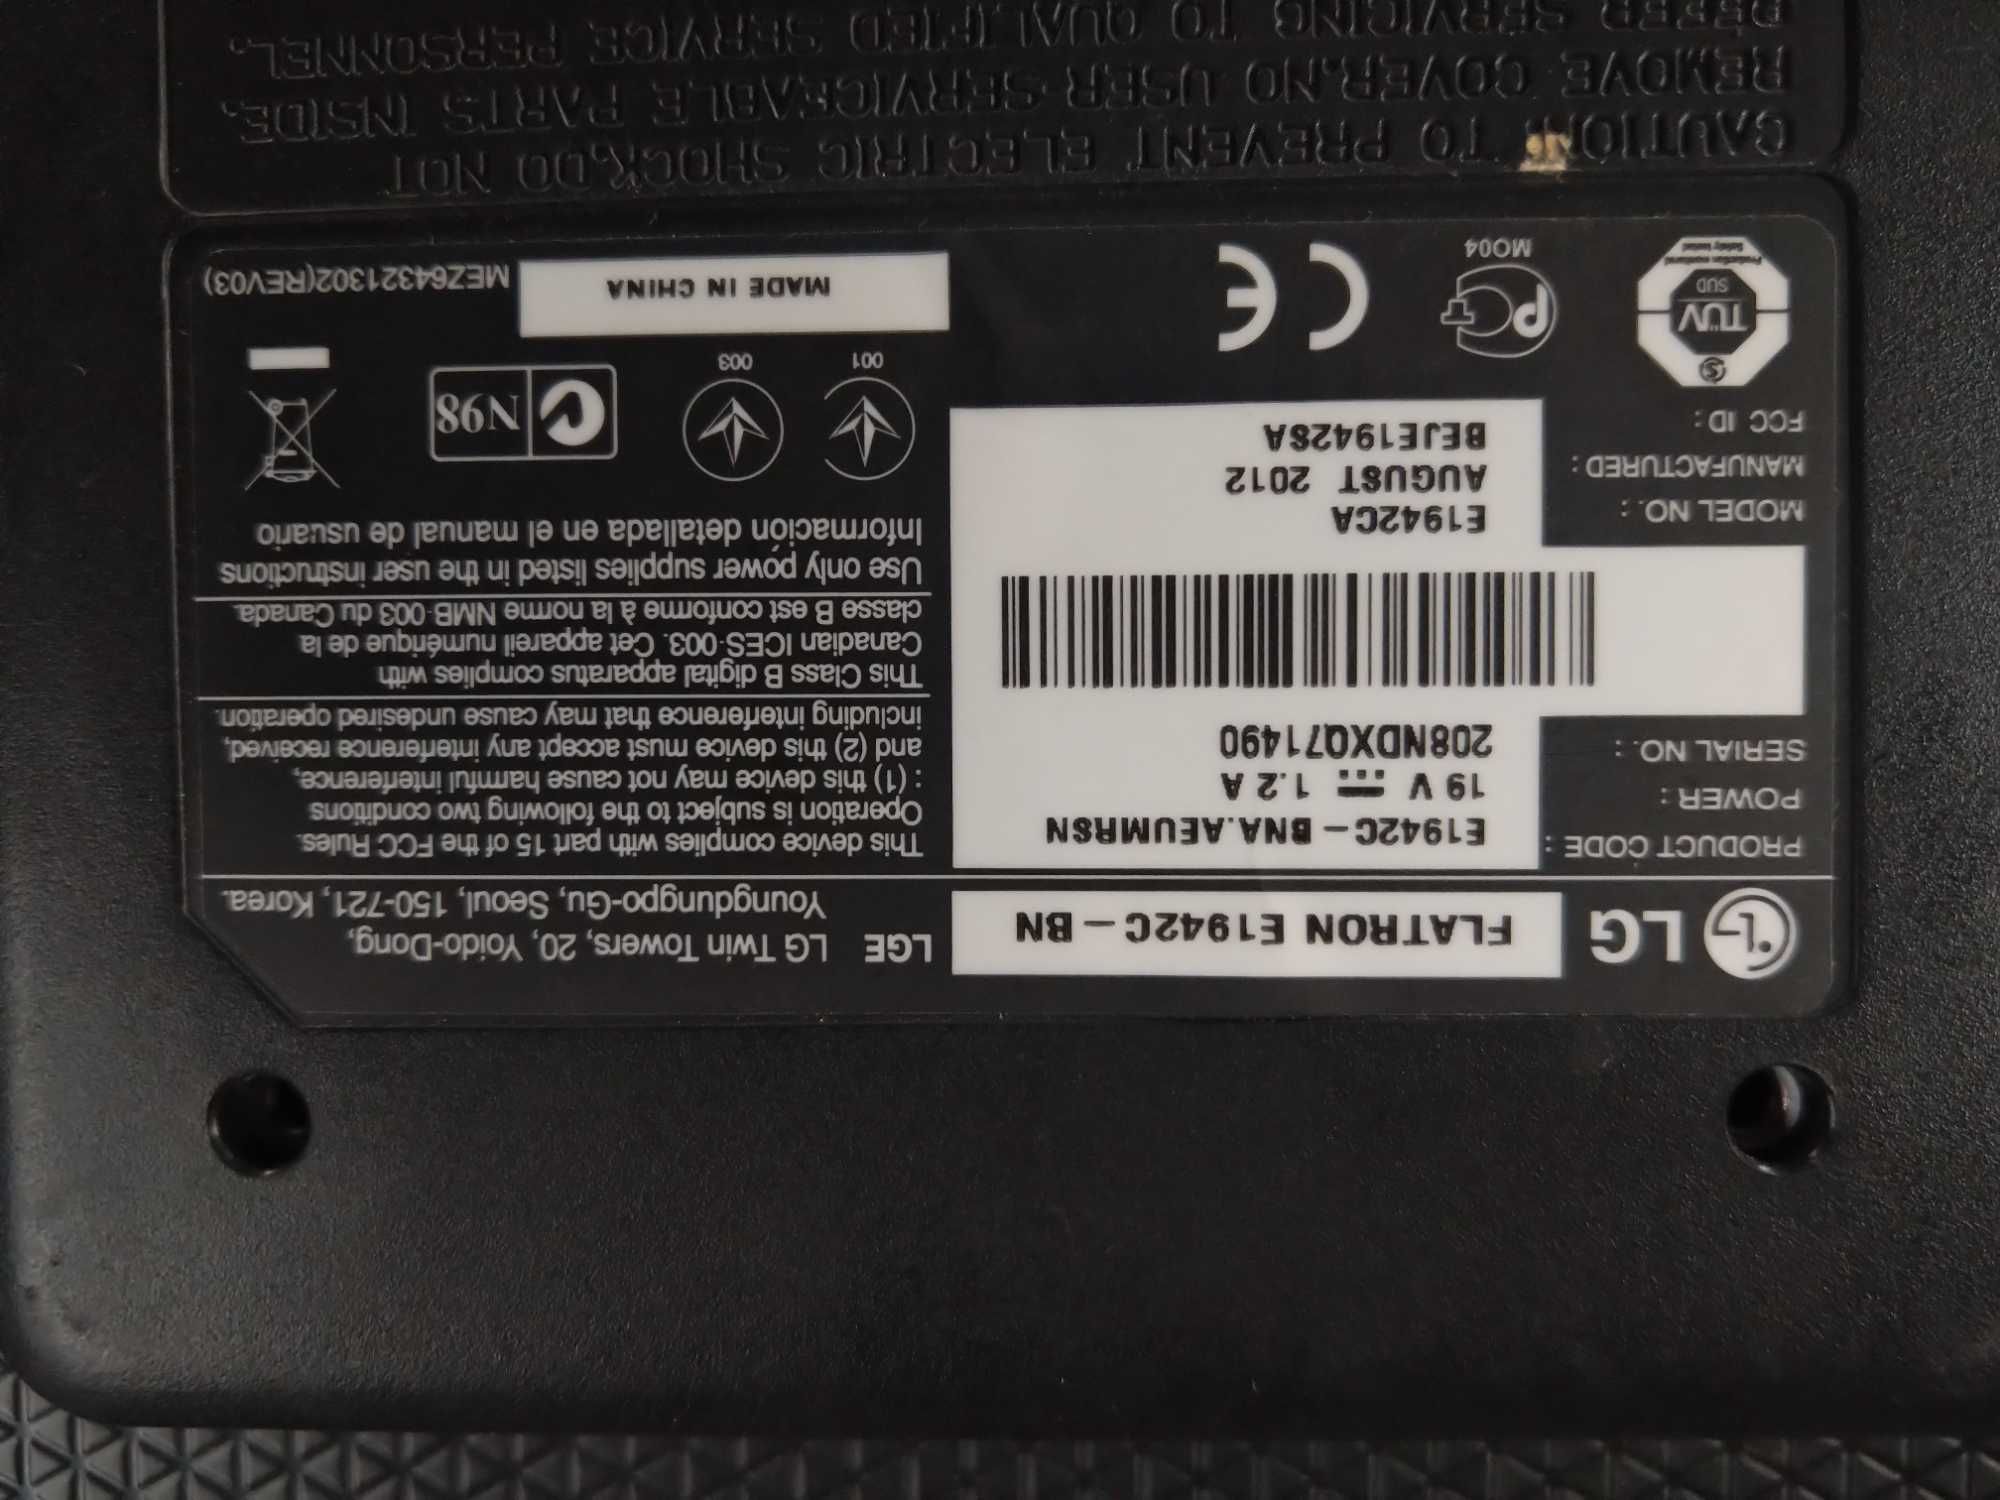 LG
FLATRON E1942C-BN
LGE LG Twin Towers, 20, Yoido-Dong,
Youngdungpo-Gu, Seoul, 150-721, Korea.
PRODUCT CODE : E1942C-BNA.AEUMRSN
POWER : 19 V ⎓ 1.2 A
SERIAL NO. : 208NDXQ71490
MODEL NO. : E1942CA
MANUFACTURED : AUGUST 2012
FCC ID : BEJE1942SA
This device complies with part 15 of the FCC Rules.
Operation is subject to the following two conditions
: (1) this device may not cause harmful interference,
and (2) this device must accept any interference received,
including interference that may cause undesired operation.
This Class B digital apparatus complies with
Canadian ICES-003. Cet appareil numérique de la
classe B est conforme à la norme NMB-003 du Canada.
Use only power supplies listed in the user instructions
Información detallada en el manual de usuario
S
TÜV
SUD
Production monitored
Safety tested
PC T
MO04
CE
001
003
N98
MADE IN CHINA
MEZ64321302(REV03)
CAUTION: TO PREVENT ELECTRIC SHOCK,DO NOT
REMOVE COVER.NO USER-SERVICEABLE PARTS INSIDE.
REFER SERVICING TO QUALIFIED SERVICE PERSONNEL.